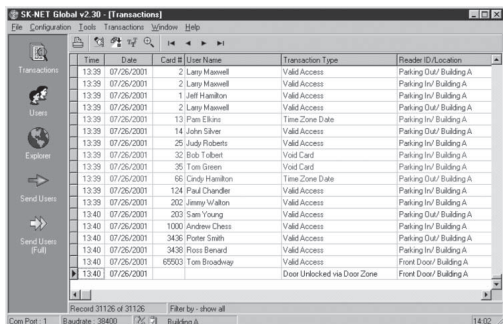 SK-NET Global v2.30 - [Transactions]
File Configuration Tools Transactions Window Help
Transactions
Users
Explorer
Send Users
Send Users (Full)
Time Date Card # User Name Transaction Type Reader ID/Location
13:39 07/26/2001 2 Larry Maxwell Valid Access Parking Out/ Building A
13:39 07/26/2001 2 Larry Maxwell Valid Access Parking In/ Building A
13:39 07/26/2001 1 Jeff Hamilton Valid Access Parking In/ Building A
13:39 07/26/2001 2 Larry Maxwell Valid Access Parking Out/ Building A
13:39 07/26/2001 13 Pam Elkins Time Zone Date Parking In/ Building A
13:39 07/26/2001 14 John Silver Valid Access Parking Out/ Building A
13:39 07/26/2001 25 Judy Roberts Valid Access Parking In/ Building A
13:39 07/26/2001 32 Bob Tolbert Void Card Parking In/ Building A
13:39 07/26/2001 35 Tom Green Void Card Parking In/ Building A
13:39 07/26/2001 66 Cindy Hamilton Time Zone Date Parking Out/ Building A
13:39 07/26/2001 124 Paul Chandler Valid Access Parking In/ Building A
13:39 07/26/2001 202 Jimmy Walton Valid Access Parking In/ Building A
13:40 07/26/2001 203 Sam Young Valid Access Parking Out/ Building A
13:40 07/26/2001 1000 Andrew Chess Valid Access Parking In/ Building A
13:40 07/26/2001 3436 Porter Smith Valid Access Parking Out/ Building A
13:40 07/26/2001 3438 Ross Benard Valid Access Parking In/ Building A
13:40 07/26/2001 65503 Tom Broadway Valid Access Front Door/ Building A
13:40 07/26/2001 Door Unlocked via Door Zone Front Door/ Building A
Record 31126 of 31126 Filter by - show all
Com Port : 1 Baudrate : 38400 Building A 14:02